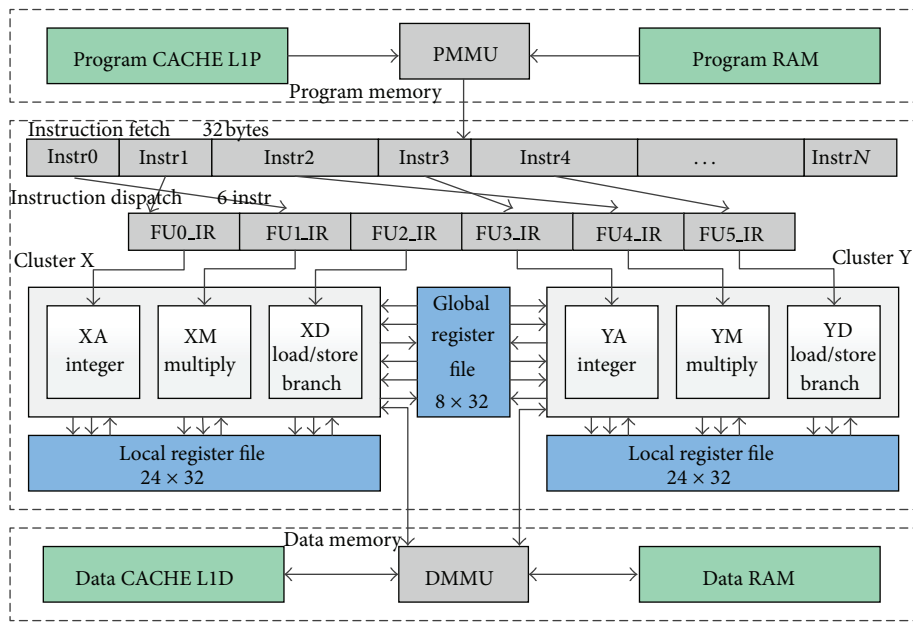 Program CACHE L1P
PMMU
Program RAM
Program memory
Instruction fetch 32 bytes
Instr0 Instr1 Instr2 Instr3 Instr4 ... InstrN
Instruction dispatch 6 instr
FU0_IR FU1_IR FU2_IR FU3_IR FU4_IR FU5_IR
Cluster X
Cluster Y
XA
integer
XM
multiply
XD
load/store
branch
Global
register
file
8 × 32
YA
integer
YM
multiply
YD
load/store
branch
Local register file
24 × 32
Local register file
24 × 32
Data memory
Data CACHE L1D
DMMU
Data RAM